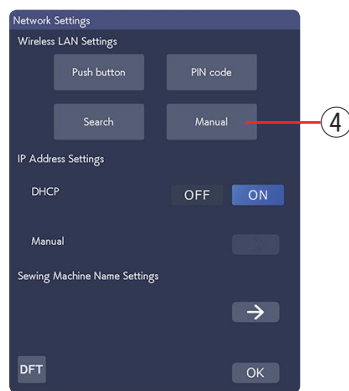 Network Settings
Wireless LAN Settings
Push button PIN code
Search Manual
4
IP Address Settings
DHCP OFF ON
Manual
Sewing Machine Name Settings
→
DFT OK